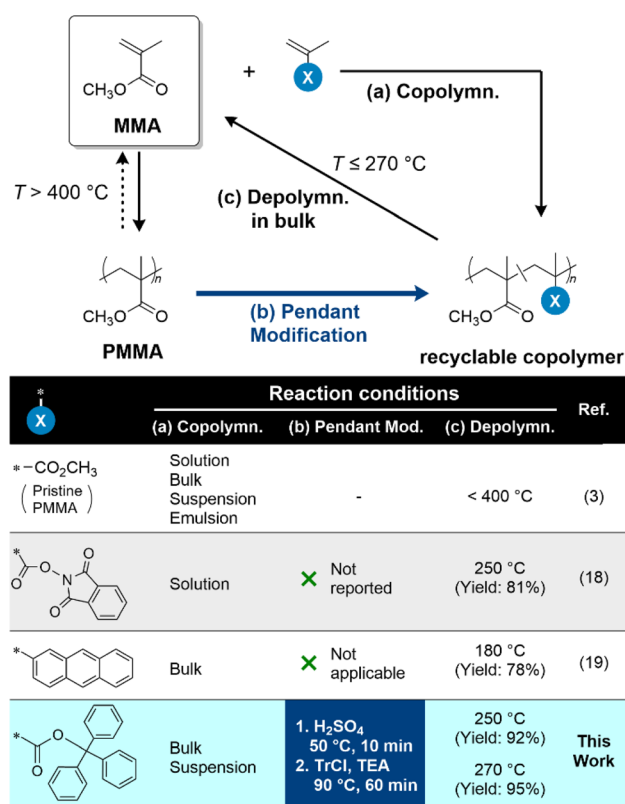 MMA
CH₃O
O
+
X
(a) Copolymn.
T > 400 °C
T ≤ 270 °C
(c) Depolymn.
in bulk
n
CH₃O
O
PMMA
(b) Pendant
Modification
n
CH₃O
O
X
recyclable copolymer
*
X
Reaction conditions
Ref.
(a) Copolymn.
(b) Pendant Mod.
(c) Depolymn.
*–CO₂CH₃
(Pristine
PMMA)
Solution
Bulk
Suspension
Emulsion
-
< 400 °C
(3)
*
O
O
N
O
O
Solution
× Not
reported
250 °C
(Yield: 81%)
(18)
*
Bulk
× Not
applicable
180 °C
(Yield: 78%)
(19)
*
O
O
Bulk
Suspension
1. H₂SO₄
50 °C, 10 min
2. TrCl, TEA
90 °C, 60 min
250 °C
(Yield: 92%)
270 °C
(Yield: 95%)
This
Work